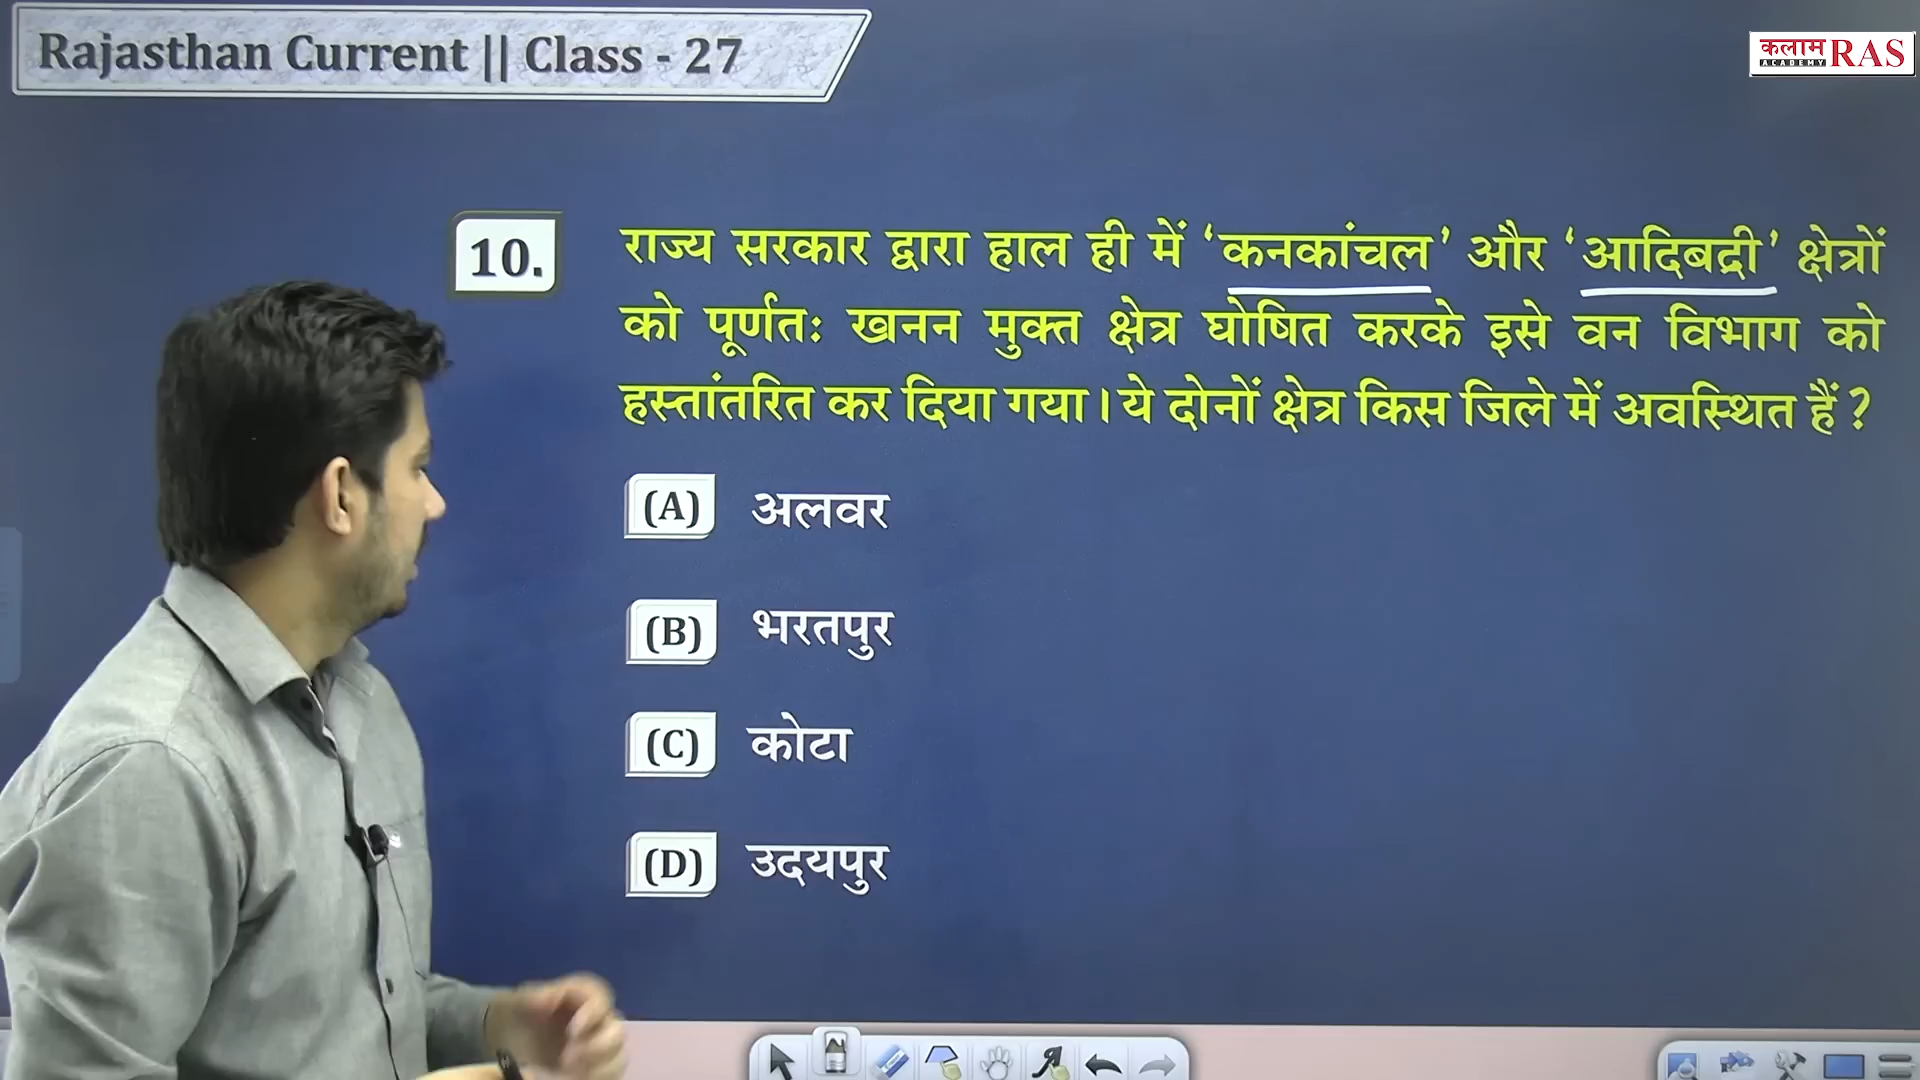 Rajasthan Current || Class - 27
कलाम RAS
ACADEMY
10.
राज्य सरकार द्वारा हाल ही में ‘कनकांचल’ और ‘आदिबद्री’ क्षेत्रों
को पूर्णतः खनन मुक्त क्षेत्र घोषित करके इसे वन विभाग को
हस्तांतरित कर दिया गया। ये दोनों क्षेत्र किस जिले में अवस्थित हैं ?
(A) अलवर
(B) भरतपुर
(C) कोटा
(D) उदयपुर